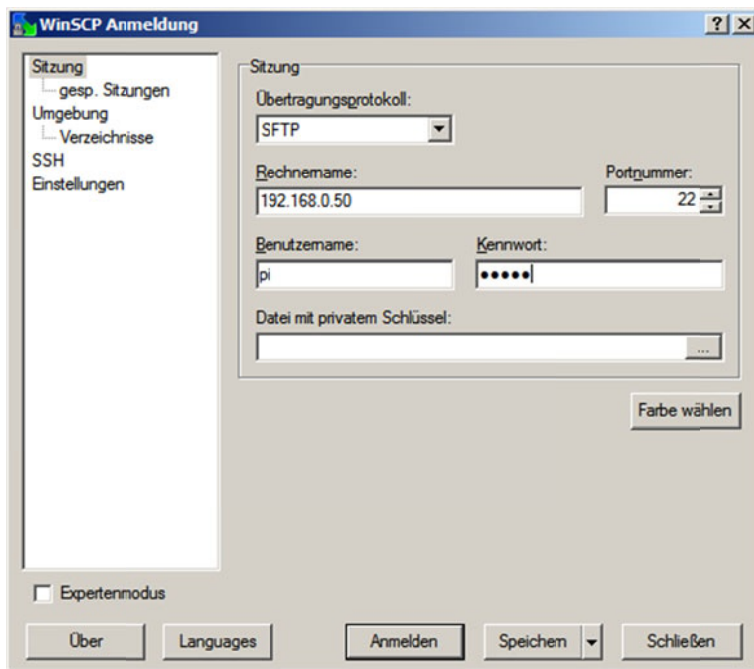 WinSCP Anmeldung
Sitzung
gesp. Sitzungen
Umgebung
Verzeichnisse
SSH
Einstellungen
Sitzung
Übertragungsprotokoll:
SFTP
Rechnername:
Portnummer:
192.168.0.50
22
Benutzername:
Kennwort:
pi
●●●●●
Datei mit privatem Schlüssel:
...
Farbe wählen
Expertenmodus
Über
Languages
Anmelden
Speichern
Schließen